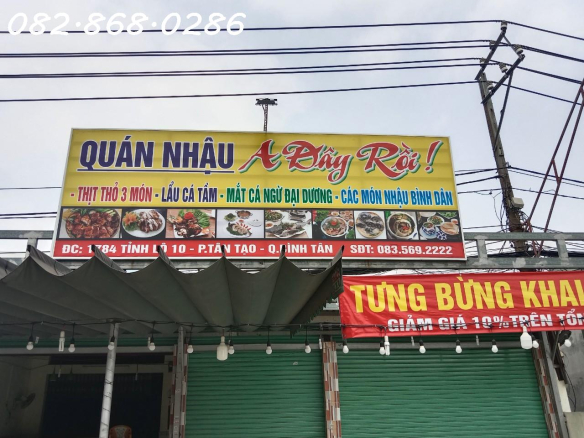 082-868-0286
QUÁN NHẬU A Đây Rồi !
- THỊT THỎ 3 MÓN - LẨU CÁ TẦM - MẮT CÁ NGỪ ĐẠI DƯƠNG - CÁC MÓN NHẬU BÌNH DÂN
ĐC: 1784 TỈNH LỘ 10 - P.TÂN TẠO - Q.BÌNH TÂN SĐT: 083.569.2222
TƯNG BỪNG KHAI
GIẢM GIÁ 10% TRÊN TỔN